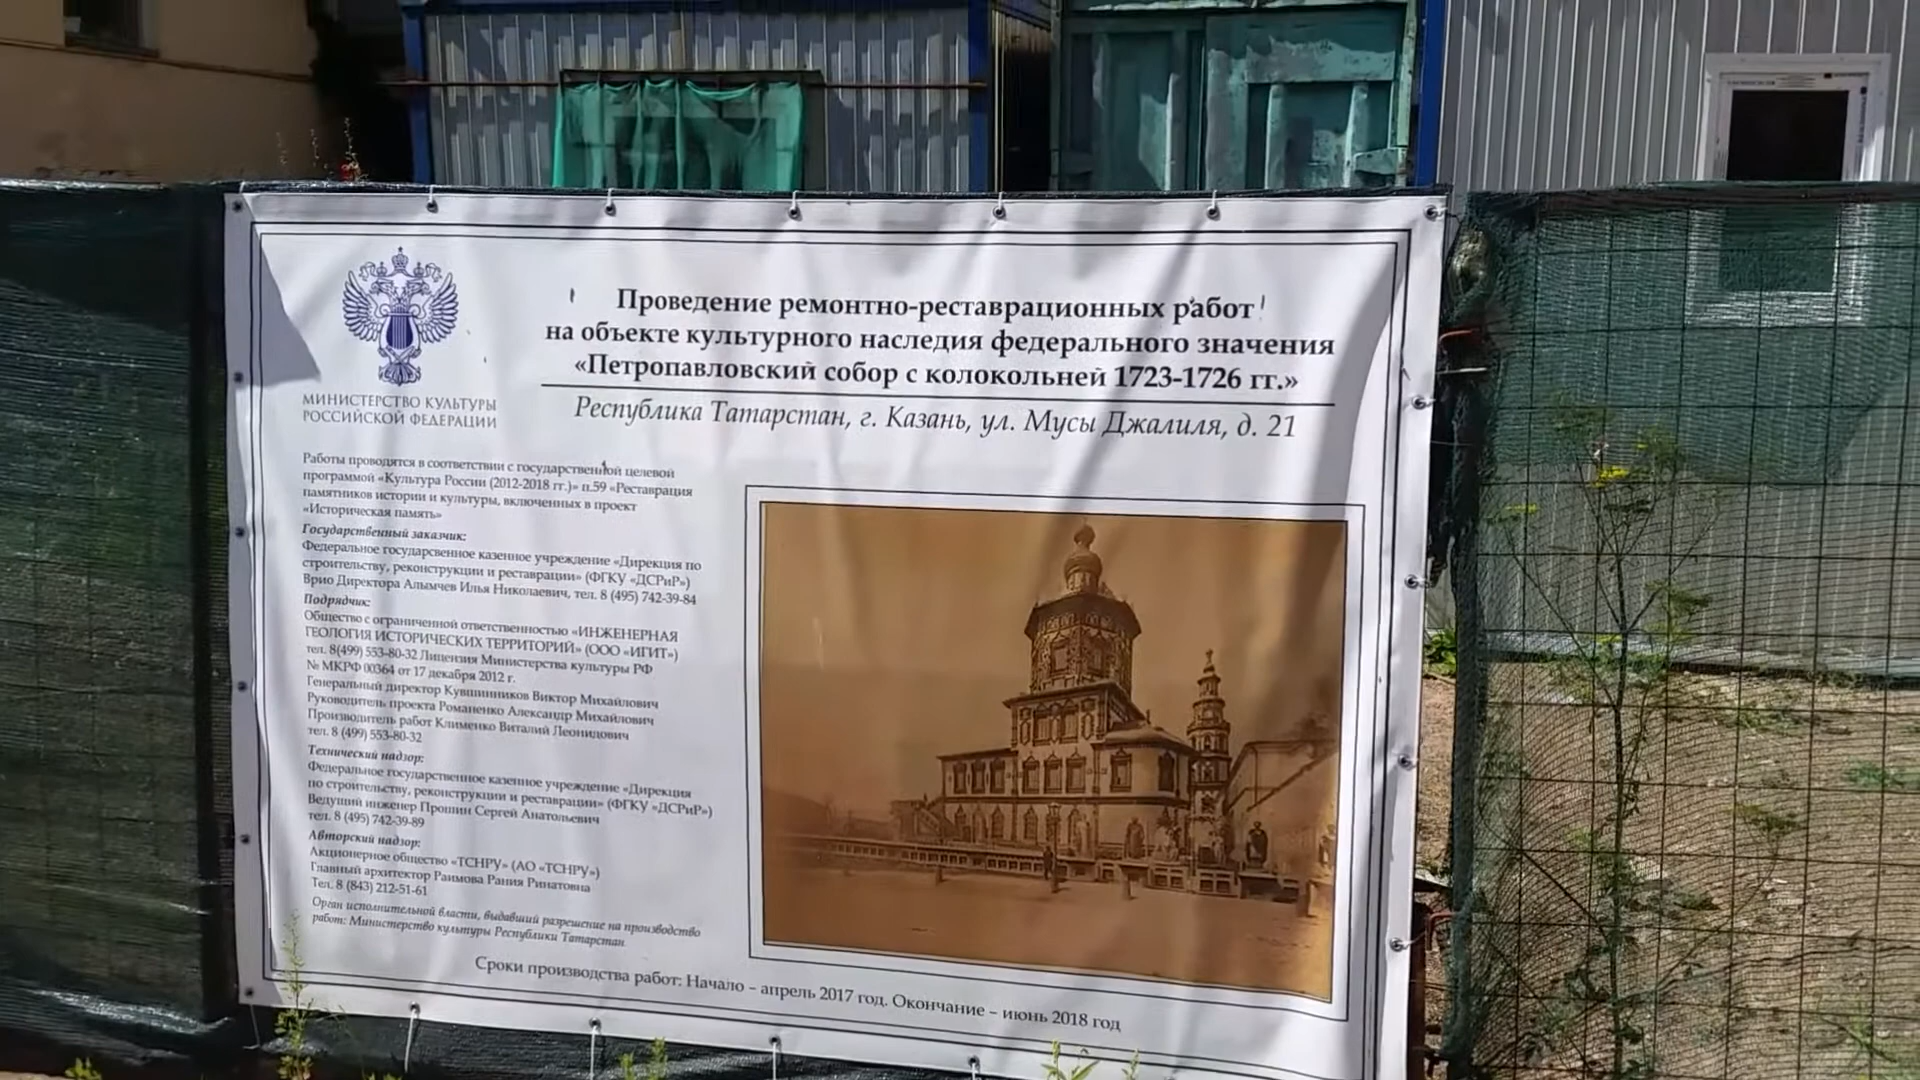 МИНИСТЕРСТВО КУЛЬТУРЫ
РОССИЙСКОЙ ФЕДЕРАЦИИ
Проведение ремонтно-реставрационных работ
на объекте культурного наследия федерального значения
«Петропавловский собор с колокольней 1723-1726 гг.»
Республика Татарстан, г. Казань, ул. Мусы Джалиля, д. 21
Работы проводятся в соответствии с государственной целевой
программой «Культура России (2012-2018 гг.)» п.59 «Реставрация
памятников истории и культуры, включенных в проект
«Историческая память»
Государственный заказчик:
Федеральное государсвенное казенное учреждение «Дирекция по
строительству, реконструкции и реставрации» (ФГКУ «ДСРиР»)
Врио Директора Алымчев Илья Николаевич, тел. 8 (495) 742-39-84
Подрядчик:
Общество с ограниченной ответственностью «ИНЖЕНЕРНАЯ
ГЕОЛОГИЯ ИСТОРИЧЕСКИХ ТЕРРИТОРИЙ» (ООО «ИГИТ»)
тел. 8(499) 553-80-32 Лицензия Министерства культуры РФ
№ МКРФ 00364 от 17 декабря 2012 г.
Генеральный директор Кувшинников Виктор Михайлович
Руководитель проекта Романенко Александр Михайлович
Производитель работ Клименко Виталий Леонидович
тел. 8 (499) 553-80-32
Технический надзор:
Федеральное государственное казенное учреждение «Дирекция
по строительству, реконструкции и реставрации» (ФГКУ «ДСРиР»)
Ведущий инженер Прошин Сергей Анатольевич
тел. 8 (495) 742-39-89
Авторский надзор:
Акционерное общество «ТСНРУ» (АО «ТСНРУ»)
Главный архитектор Раимова Рания Ринатовна
Тел. 8 (843) 212-51-61
Орган исполнительной власти, выдавший разрешение на производство
работ: Министерство культуры Республики Татарстан
Сроки производства работ: Начало – апрель 2017 год. Окончание – июнь 2018 год